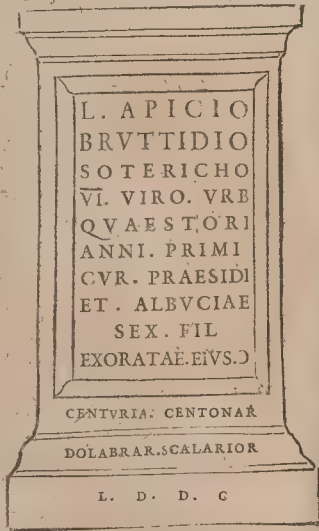 L. APICIO
BRVTTIDIO
SOTERICHO
V̅I̅. VIRO. VRB
QVAESTORI
ANNI. PRIMI
CVR. PRAESIDI
ET. ALBVCIAE
SEX. FIL
EXORATAE.EIVS.Ɔ
CENTVRIA. CENTONAR
DOLABRAR.SCALARIOR
L. D. D. C